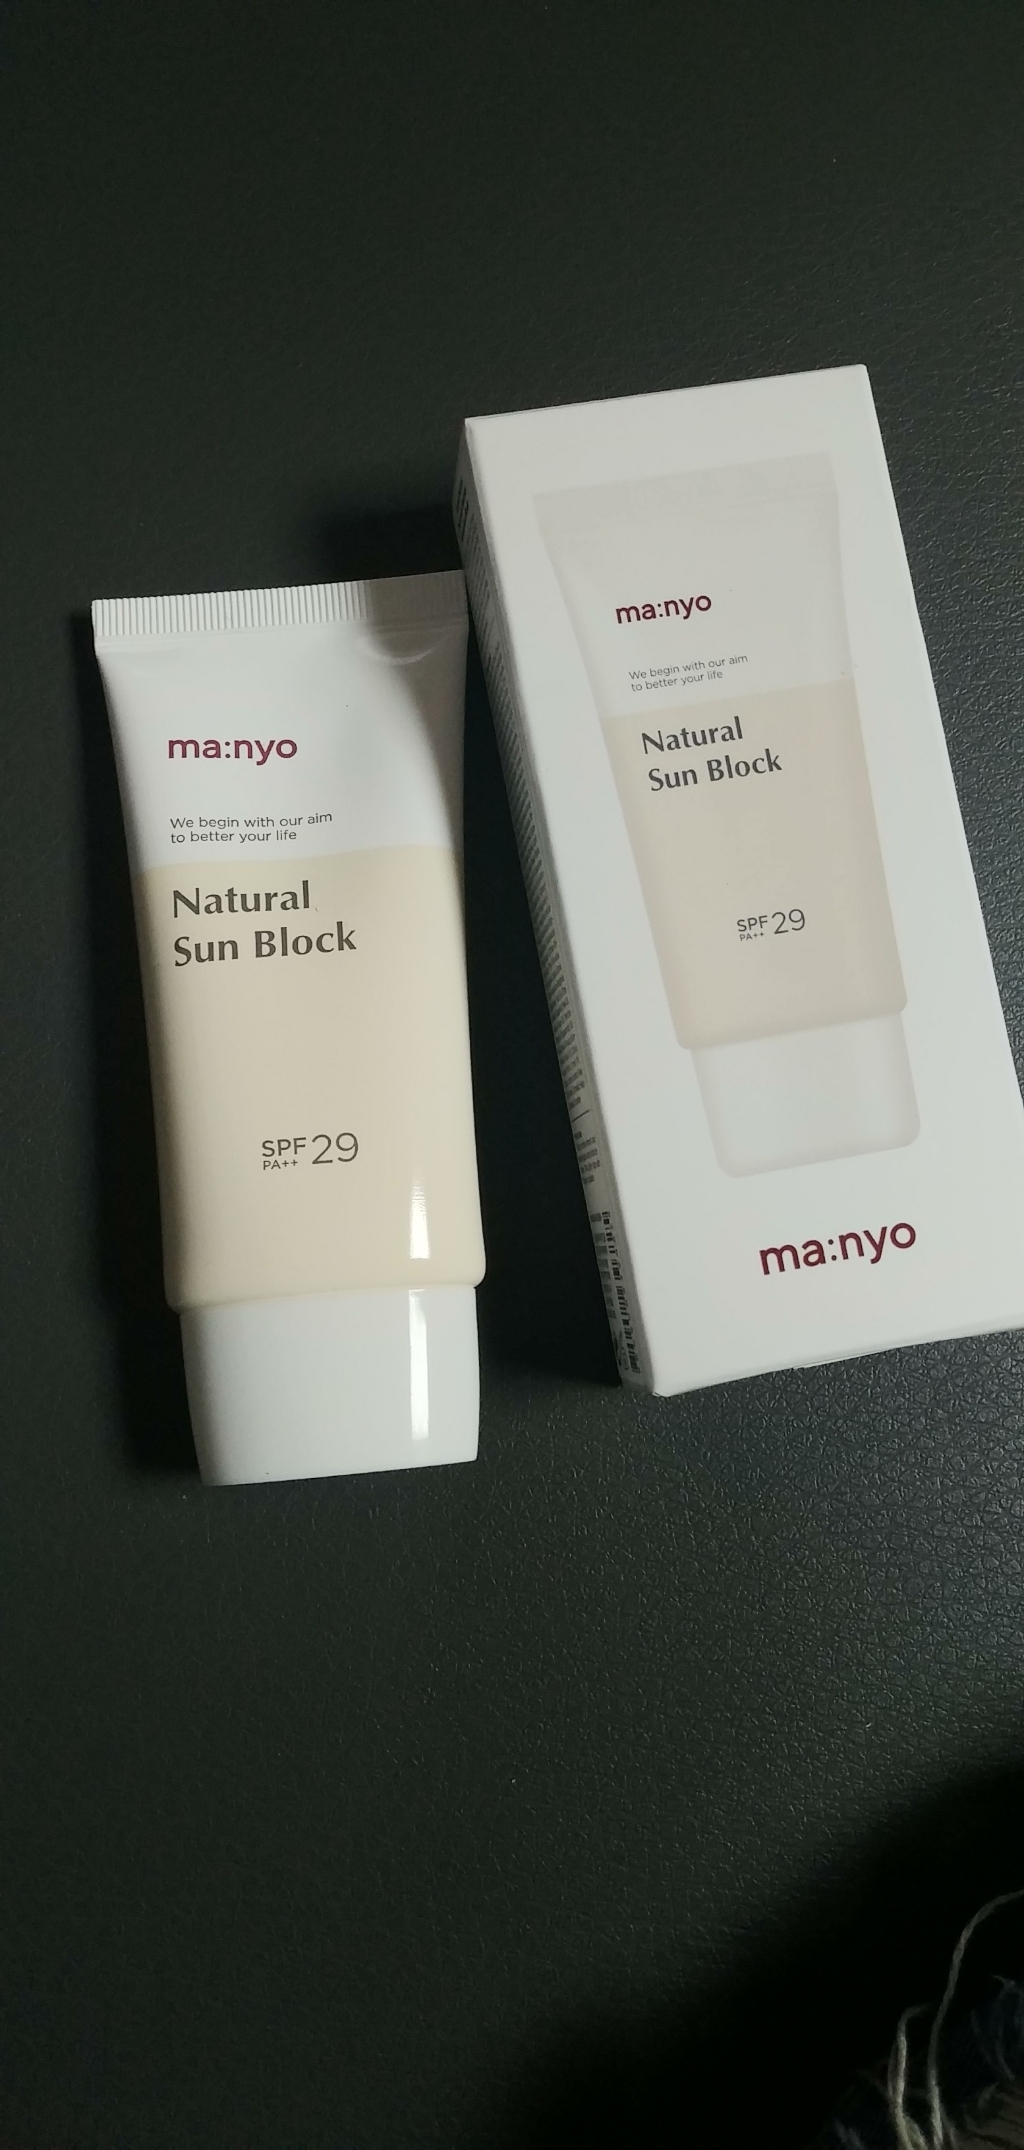 ma:nyo
We begin with our aim
to better your life
Natural
Sun Block
SPF 29
PA++
ma:nyo
We begin with our aim
to better your life
Natural
Sun Block
SPF 29
PA++
ma:nyo